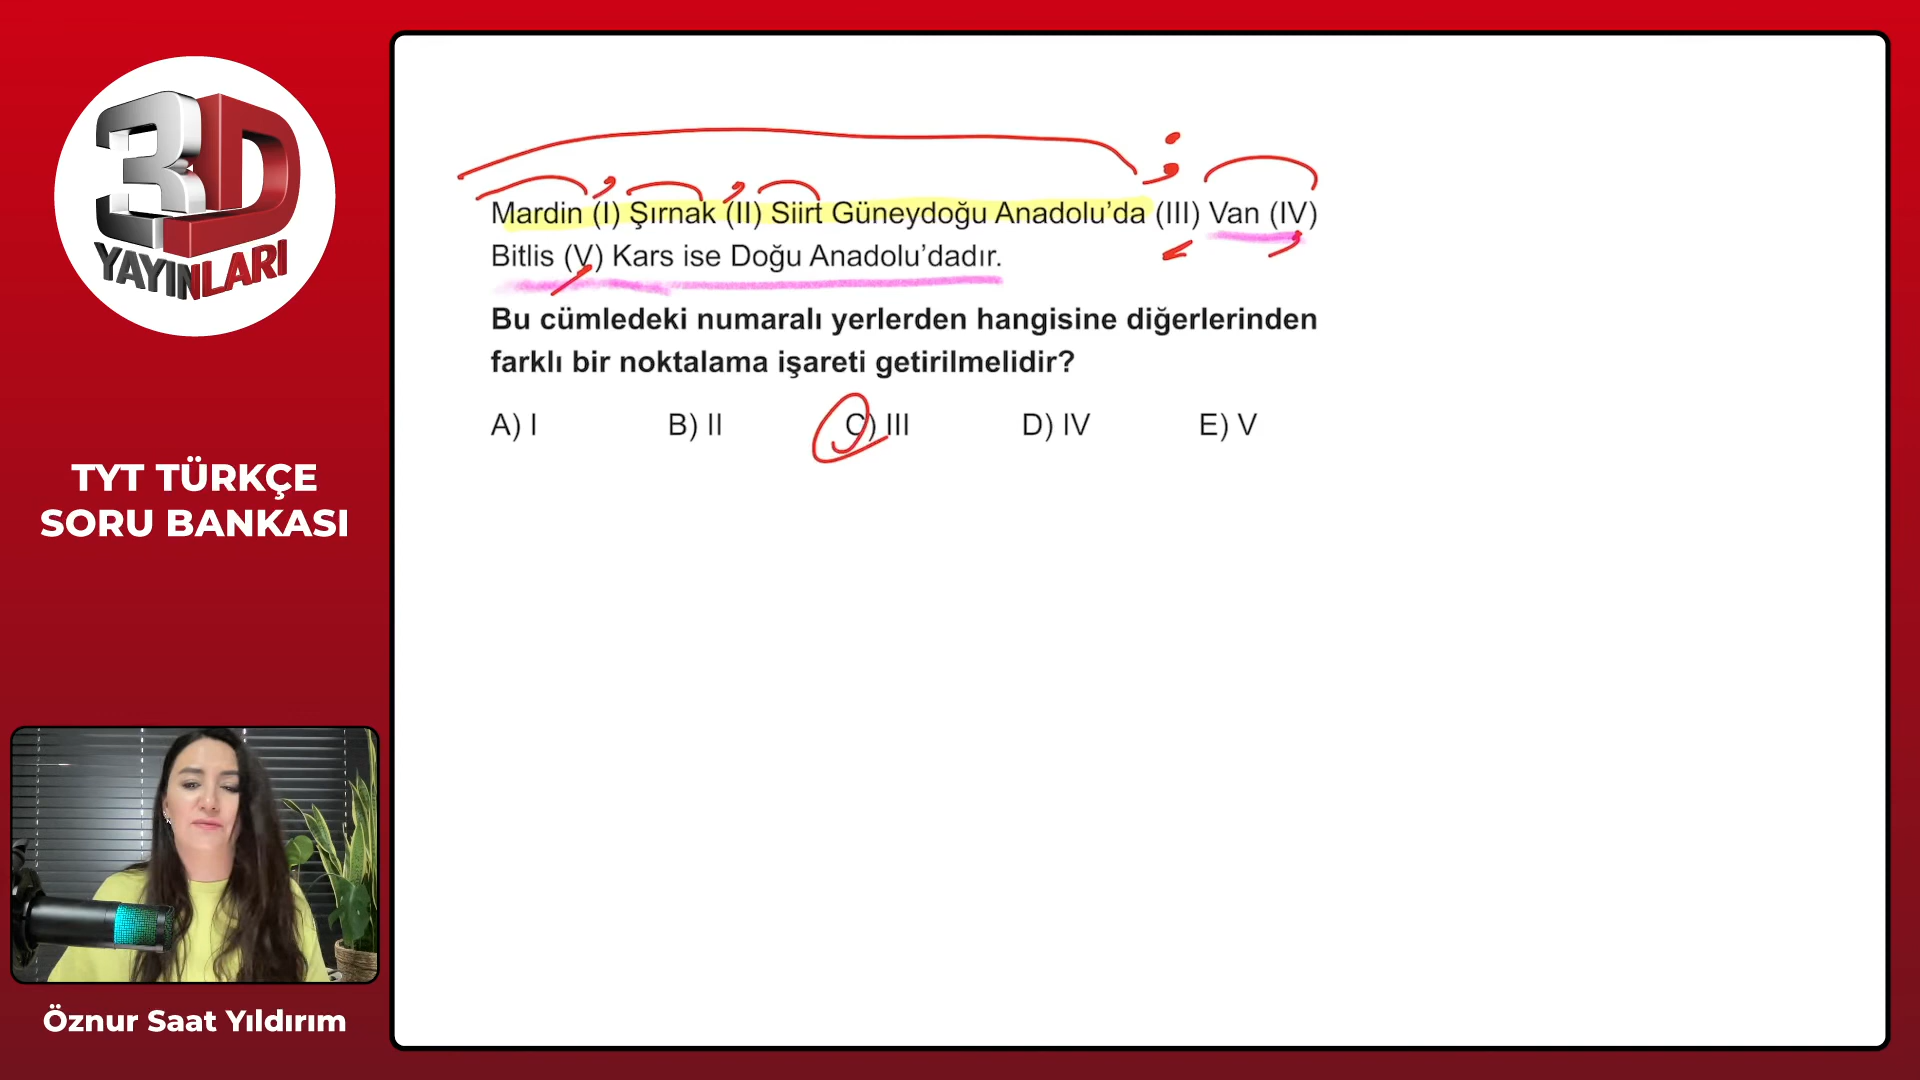 3D
YAYINLARI
TYT TÜRKÇE
SORU BANKASI
Öznur Saat Yıldırım
Mardin (I) Şırnak (II) Siirt Güneydoğu Anadolu’da (III) Van (IV)
Bitlis (V) Kars ise Doğu Anadolu’dadır.
Bu cümledeki numaralı yerlerden hangisine diğerlerinden
farklı bir noktalama işareti getirilmelidir?
A) I B) II C) III D) IV E) V